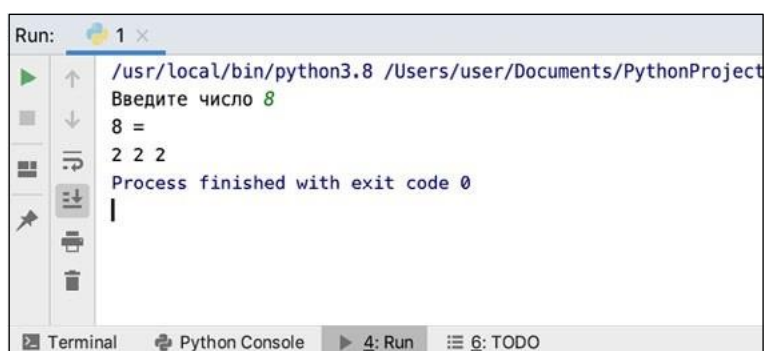 Run: 1
/usr/local/bin/python3.8 /Users/user/Documents/PythonProject
Введите число 8
8 =
2 2 2
Process finished with exit code 0
Terminal Python Console 4: Run 6: TODO